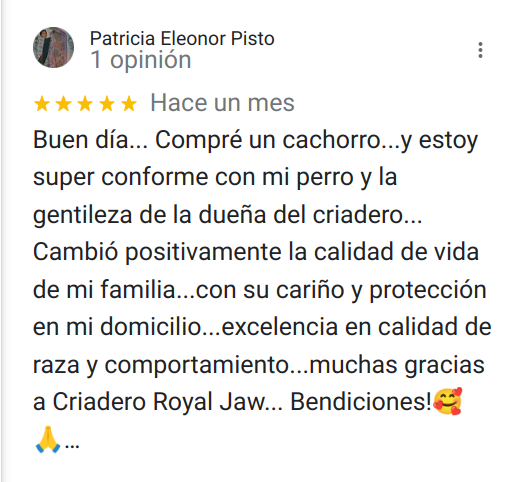 Patricia Eleonor Pisto
1 opinión
Hace un mes
Buen día... Compré un cachorro...y estoy
super conforme con mi perro y la
gentileza de la dueña del criadero...
Cambió positivamente la calidad de vida
de mi familia...con su cariño y protección
en mi domicilio...excelencia en calidad de
raza y comportamiento...muchas gracias
a Criadero Royal Jaw... Bendiciones!🥰
🙏...